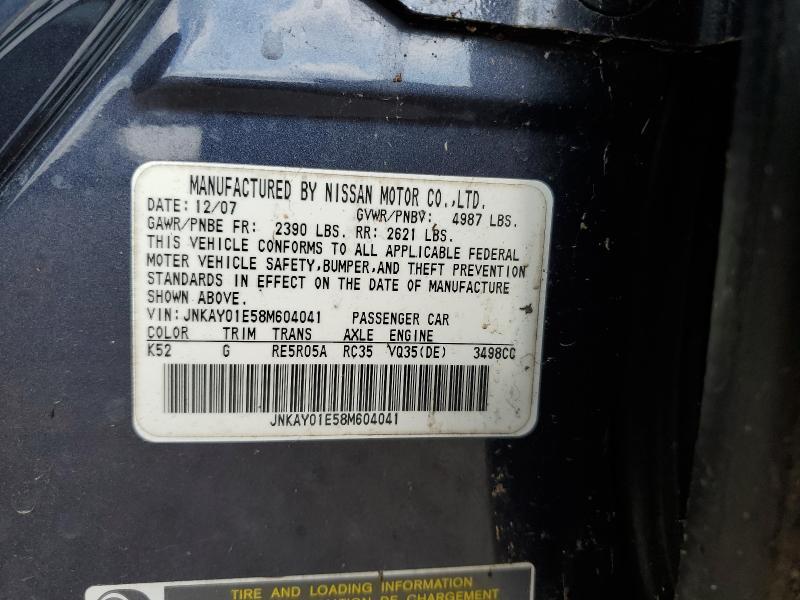 MANUFACTURED BY NISSAN MOTOR CO.,LTD.
DATE: 12/07 GVWR/PNBV: 4987 LBS.
GAWR/PNBE FR: 2390 LBS. RR: 2621 LBS.
THIS VEHICLE CONFORMS TO ALL APPLICABLE FEDERAL
MOTER VEHICLE SAFETY,BUMPER,AND THEFT PREVENTION
STANDARDS IN EFFECT ON THE DATE OF MANUFACTURE
SHOWN ABOVE.
VIN: JNKAY01E58M604041 PASSENGER CAR
COLOR TRIM TRANS AXLE ENGINE
K52 G RE5R05A RC35 VQ35(DE) 3498CC
JNKAY01E58M604041
TIRE AND LOADING INFORMATION
DE CHARGEMENT